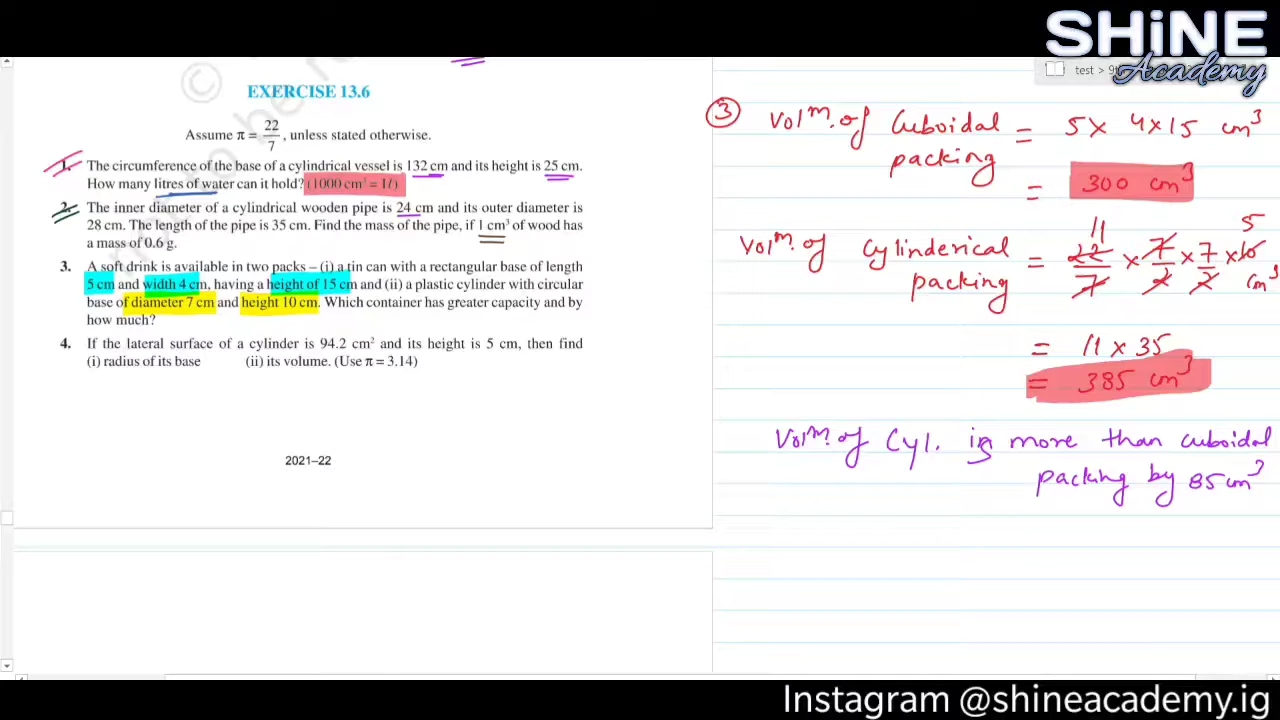 SHiNE
Academy
test > 9t
©
EXERCISE 13.6
Assume π = 22/7, unless stated otherwise.
1. The circumference of the base of a cylindrical vessel is 132 cm and its height is 25 cm.
How many litres of water can it hold? (1000 cm³ = 1l)
2. The inner diameter of a cylindrical wooden pipe is 24 cm and its outer diameter is
28 cm. The length of the pipe is 35 cm. Find the mass of the pipe, if 1 cm³ of wood has
a mass of 0.6 g.
3. A soft drink is available in two packs – (i) a tin can with a rectangular base of length
5 cm and width 4 cm, having a height of 15 cm and (ii) a plastic cylinder with circular
base of diameter 7 cm and height 10 cm. Which container has greater capacity and by
how much?
4. If the lateral surface of a cylinder is 94.2 cm² and its height is 5 cm, then find
(i) radius of its base (ii) its volume. (Use π = 3.14)
2021–22
③ Volm. of Cuboidal packing = 5 x 4 x 15 cm³
= 300 cm³
Volm. of Cylinderical packing = 22/7 × 7/2 × 7/2 × 10 cm³
11 5
= 11 x 35
= 385 cm³
Volm. of Cyl. is more than cuboidal
packing by 85 cm³
Instagram @shineacademy.ig